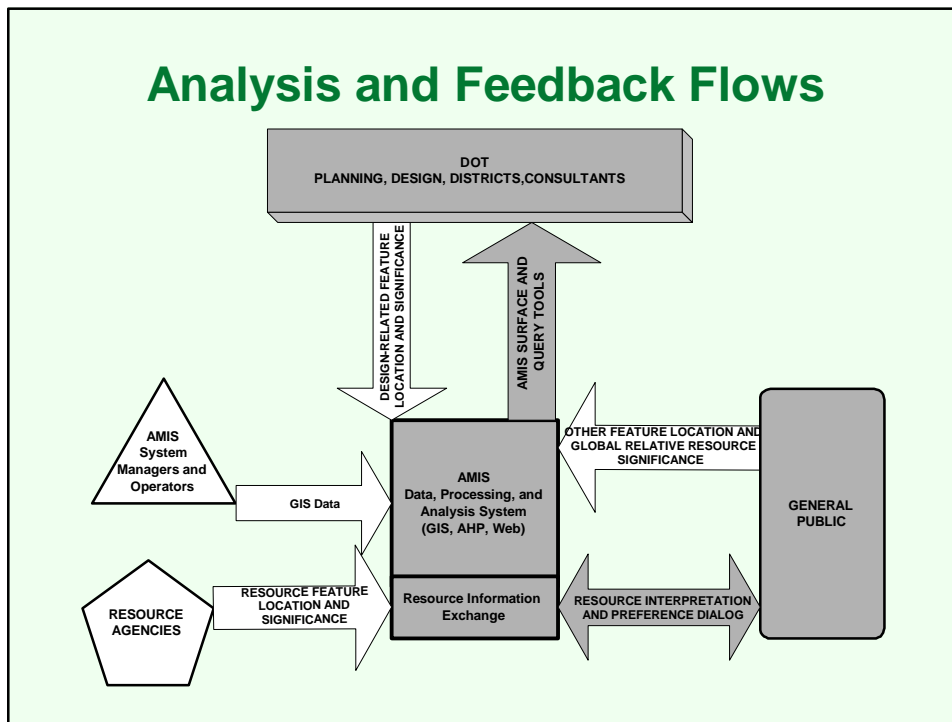 Analysis and Feedback Flows
DOT
PLANNING, DESIGN, DISTRICTS,CONSULTANTS
DESIGN-RELATED FEATURE
LOCATION AND SIGNIFICANCE
AMIS SURFACE AND
QUERY TOOLS
AMIS
System
Managers and
Operators
GIS Data
AMIS
Data, Processing, and
Analysis System
(GIS, AHP, Web)
OTHER FEATURE LOCATION AND
GLOBAL RELATIVE RESOURCE
SIGNIFICANCE
GENERAL
PUBLIC
RESOURCE
AGENCIES
RESOURCE FEATURE
LOCATION AND
SIGNIFICANCE
Resource Information
Exchange
RESOURCE INTERPRETATION
AND PREFERENCE DIALOG